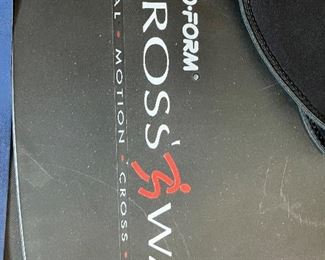 O-FORM®
ROSS' WA
AL • MOTION • CROSS •